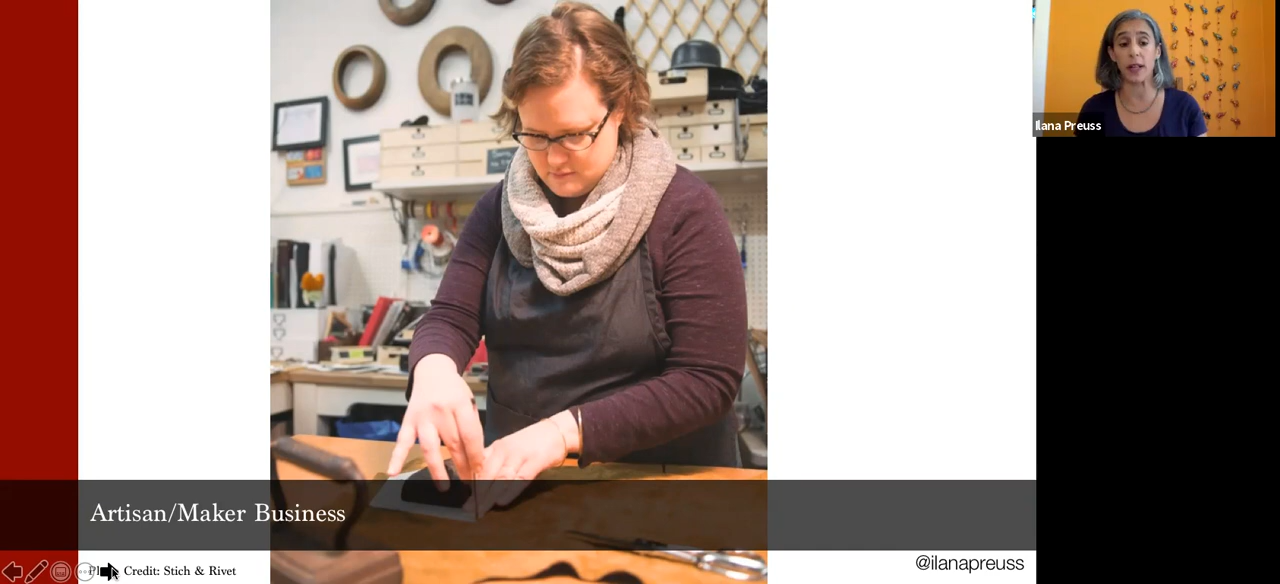 Ilana Preuss
Artisan/Maker Business
Credit: Stich & Rivet
@ilanapreuss